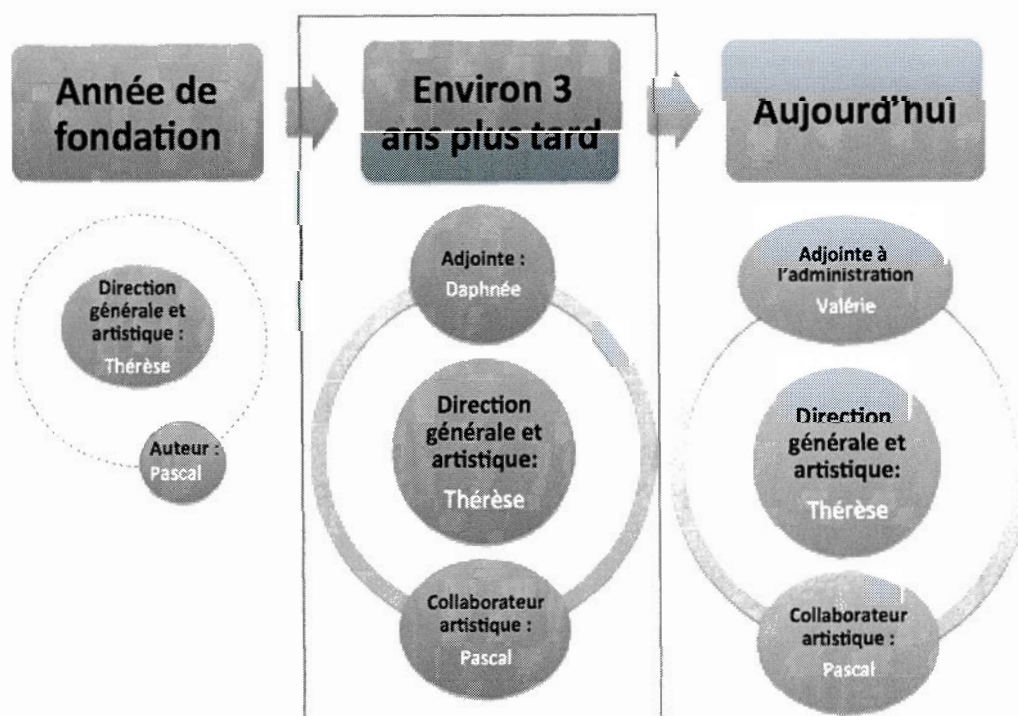 Année de
fondation
Environ 3
ans plus tard
Aujourd'hui
Direction
générale et
artistique :
Thérèse
Auteur :
Pascal
Adjointe :
Daphnée
Direction
générale et
artistique:
Thérèse
Collaborateur
artistique :
Pascal
Adjointe à
l'administration
Valérie
Direction
générale et
artistique:
Thérèse
Collaborateur
artistique :
Pascal